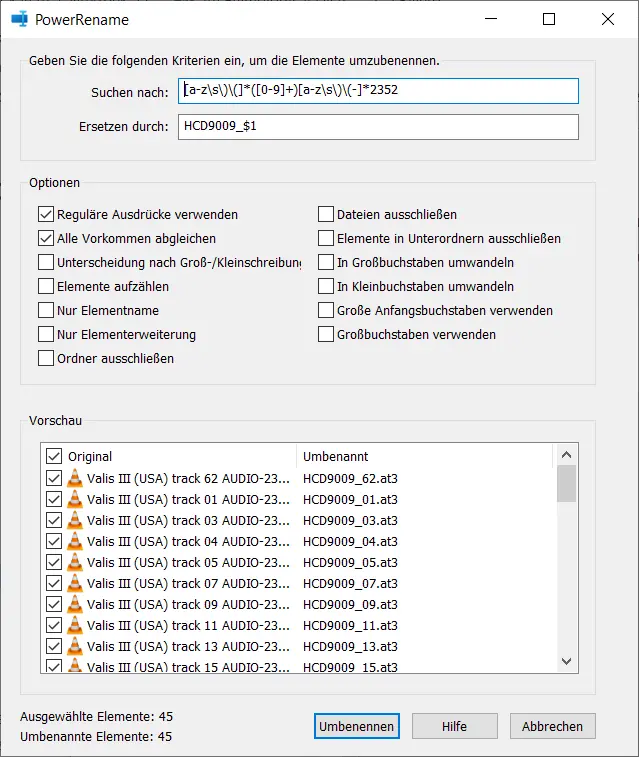 PowerRename
Geben Sie die folgenden Kriterien ein, um die Elemente umzubenennen.
Suchen nach: [a-z\s\)\(]*([0-9]+)[a-z\s\)\(-]*2352
Ersetzen durch: HCD9009_$1
Optionen
Reguläre Ausdrücke verwenden Dateien ausschließen
Alle Vorkommen abgleichen Elemente in Unterordnern ausschließen
Unterscheidung nach Groß-/Kleinschreibung In Großbuchstaben umwandeln
Elemente aufzählen In Kleinbuchstaben umwandeln
Nur Elementname Große Anfangsbuchstaben verwenden
Nur Elementerweiterung Großbuchstaben verwenden
Ordner ausschließen
Vorschau
Original Umbenannt
Valis III (USA) track 62 AUDIO-23... HCD9009_62.at3
Valis III (USA) track 01 AUDIO-23... HCD9009_01.at3
Valis III (USA) track 03 AUDIO-23... HCD9009_03.at3
Valis III (USA) track 04 AUDIO-23... HCD9009_04.at3
Valis III (USA) track 05 AUDIO-23... HCD9009_05.at3
Valis III (USA) track 07 AUDIO-23... HCD9009_07.at3
Valis III (USA) track 09 AUDIO-23... HCD9009_09.at3
Valis III (USA) track 11 AUDIO-23... HCD9009_11.at3
Valis III (USA) track 13 AUDIO-23... HCD9009_13.at3
Valis III (USA) track 15 AUDIO-23... HCD9009_15.at3
Ausgewählte Elemente: 45
Umbenannte Elemente: 45
Umbenennen Hilfe Abbrechen